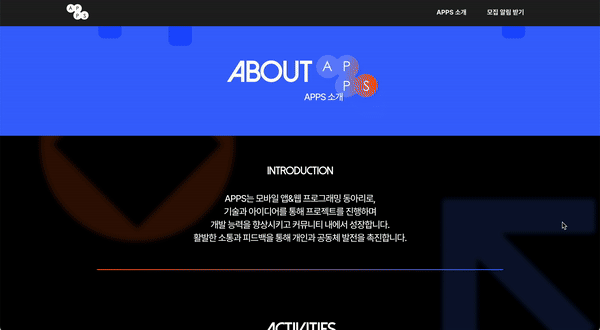 A P
P S
APPS 소개
모집 알림 받기
ABOUT
A P
P S
APPS 소개
INTRODUCTION
APPS는 모바일 앱&웹 프로그래밍 동아리로,
기술과 아이디어를 통해 프로젝트를 진행하며
개발 능력을 향상시키고 커뮤니티 내에서 성장합니다.
활발한 소통과 피드백을 통해 개인과 공동체 발전을 촉진합니다.
ACTIVITIES